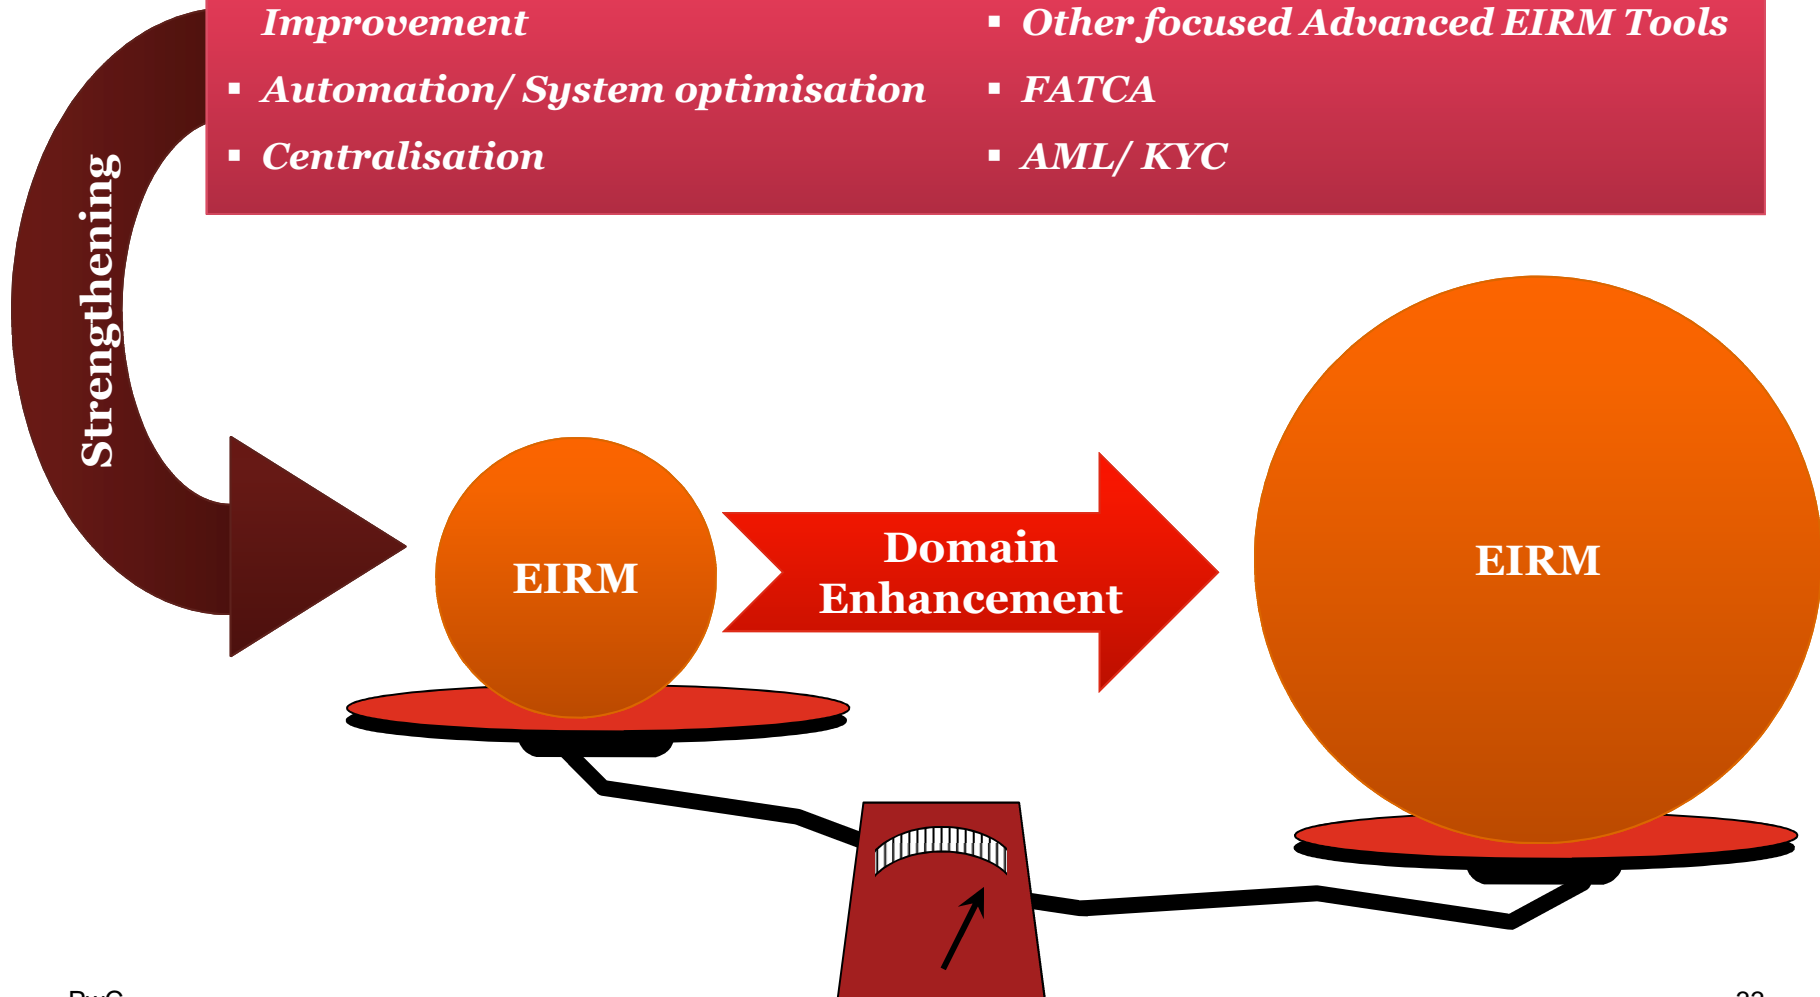 Improvement
▪ Automation/ System optimisation
▪ Centralisation
▪ Other focused Advanced EIRM Tools
▪ FATCA
▪ AML/ KYC
Strengthening
EIRM
Domain
Enhancement
EIRM